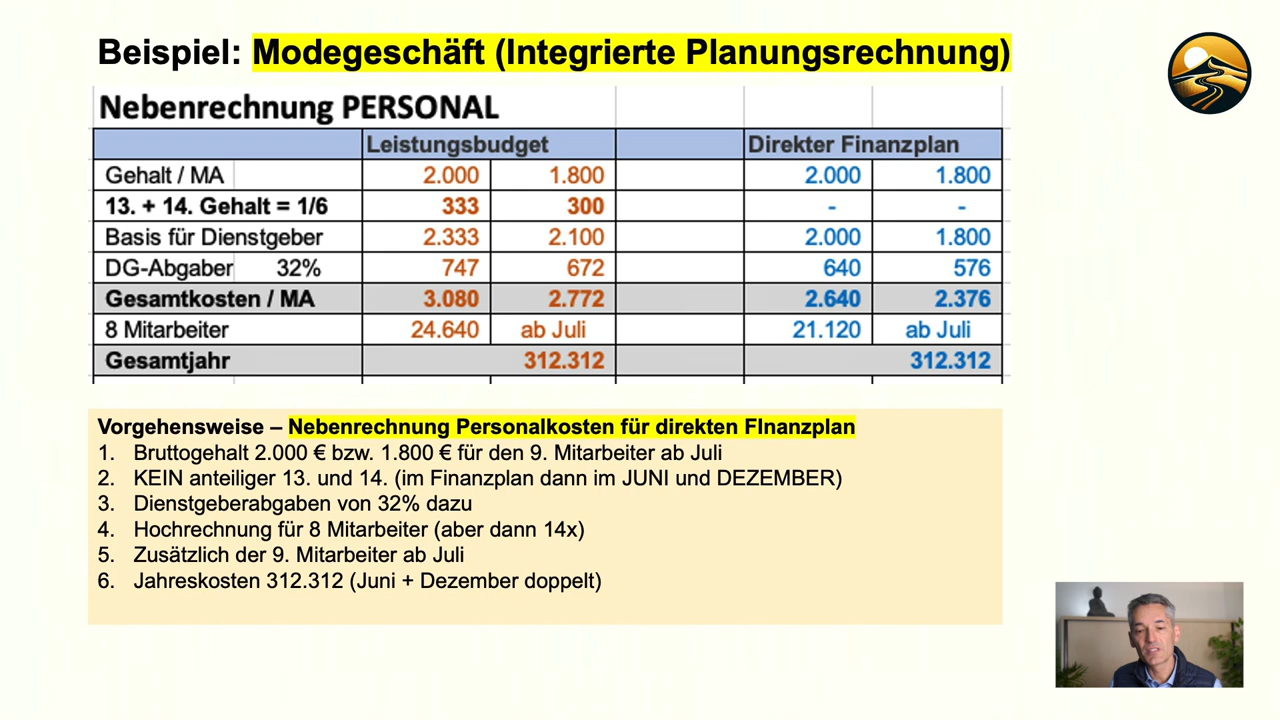 Beispiel: Modegeschäft (Integrierte Planungsrechnung)
Nebenrechnung PERSONAL
Leistungsbudget Direkter Finanzplan
Gehalt / MA 2.000 1.800 2.000 1.800
13. + 14. Gehalt = 1/6 333 300 - -
Basis für Dienstgeber 2.333 2.100 2.000 1.800
DG-Abgaber 32% 747 672 640 576
Gesamtkosten / MA 3.080 2.772 2.640 2.376
8 Mitarbeiter 24.640 ab Juli 21.120 ab Juli
Gesamtjahr 312.312 312.312
Vorgehensweise – Nebenrechnung Personalkosten für direkten FInanzplan
1. Bruttogehalt 2.000 € bzw. 1.800 € für den 9. Mitarbeiter ab Juli
2. KEIN anteiliger 13. und 14. (im Finanzplan dann im JUNI und DEZEMBER)
3. Dienstgeberabgaben von 32% dazu
4. Hochrechnung für 8 Mitarbeiter (aber dann 14x)
5. Zusätzlich der 9. Mitarbeiter ab Juli
6. Jahreskosten 312.312 (Juni + Dezember doppelt)